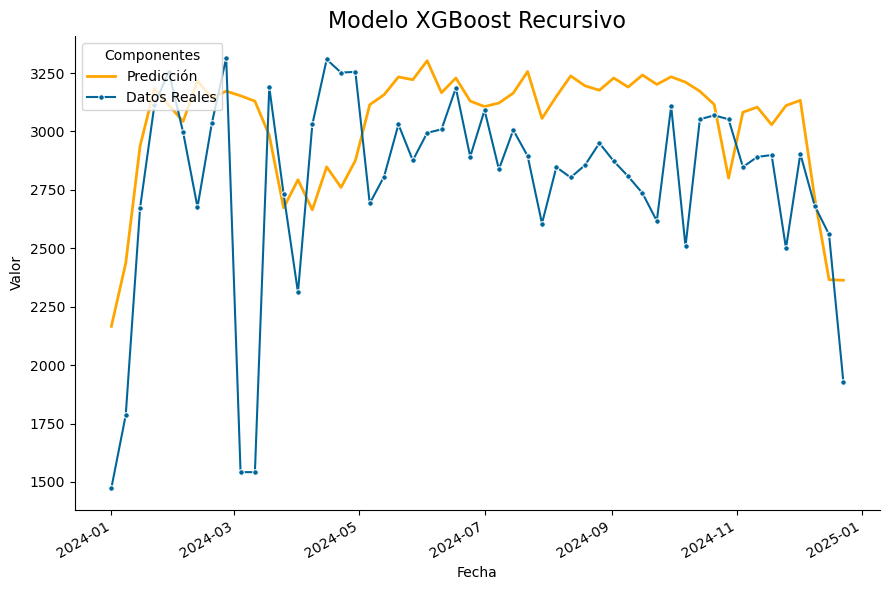 Modelo XGBoost Recursivo
Componentes
Predicción
Datos Reales
Valor
3250
3000
2750
2500
2250
2000
1750
1500
2024-01
2024-03
2024-05
2024-07
2024-09
2024-11
2025-01
Fecha